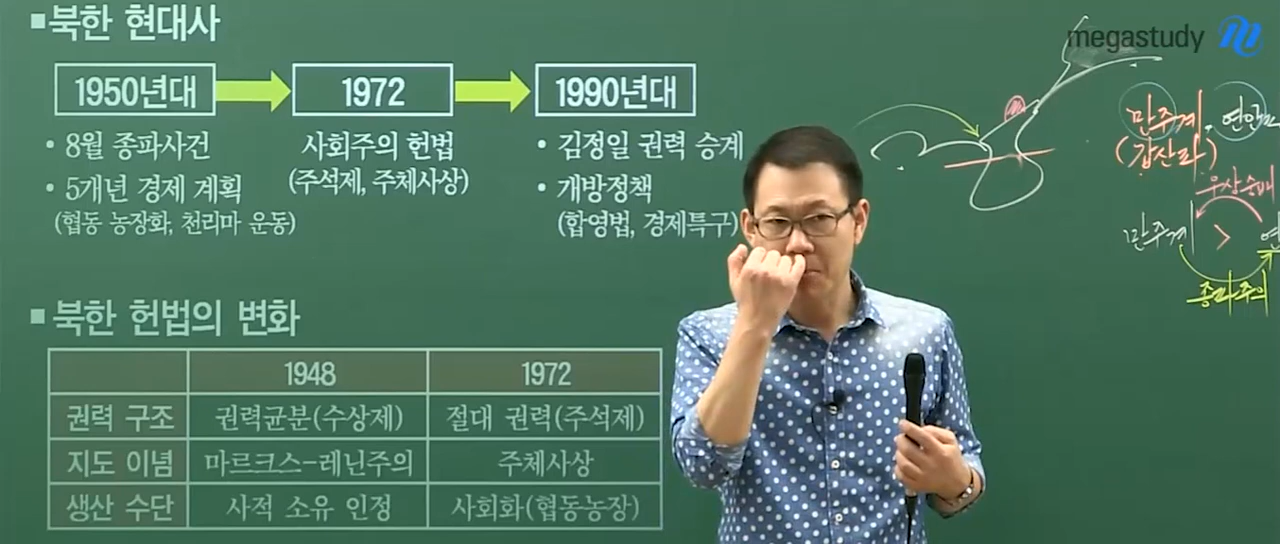 megastudy
■북한 현대사
1950년대
1972
1990년대
• 8월 종파사건
• 5개년 경제 계획
(협동 농장화, 천리마 운동)
사회주의 헌법
(주석제, 주체사상)
• 김정일 권력 승계
• 개방정책
(합영법, 경제특구)
만주계, 연안
(갑산파)
우상숭배
만주계 > 연
종파주의
■북한 헌법의 변화
1948 1972
권력 구조 권력균분(수상제) 절대 권력(주석제)
지도 이념 마르크스-레닌주의 주체사상
생산 수단 사적 소유 인정 사회화(협동농장)